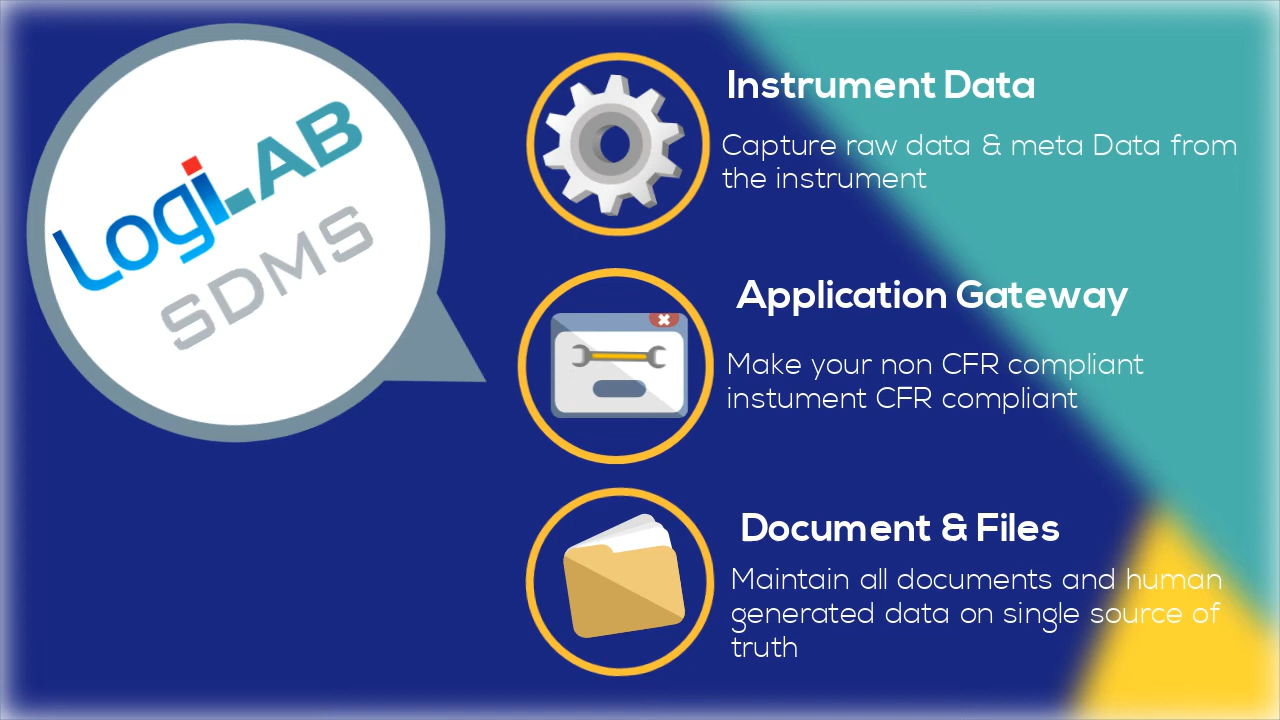 LogiLAB
SDMS
Instrument Data
Capture raw data & meta Data from
the instrument
Application Gateway
Make your non CFR compliant
instument CFR compliant
Document & Files
Maintain all documents and human
generated data on single source of
truth